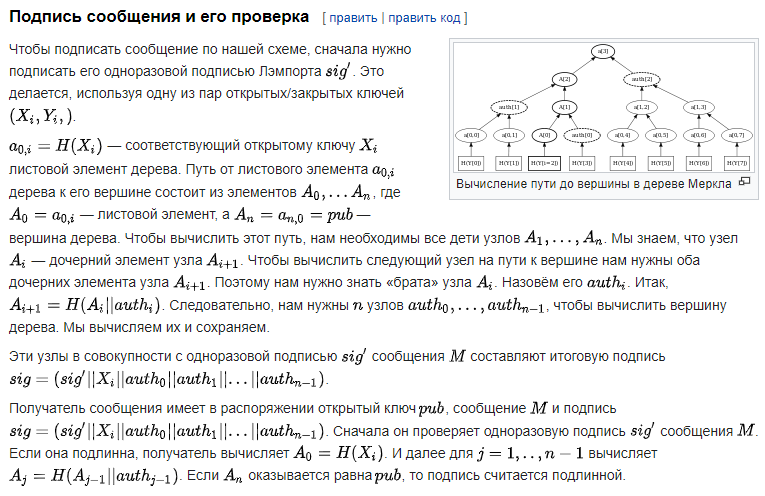 Подпись сообщения и его проверка [ править | править код ]
Чтобы подписать сообщение по нашей схеме, сначала нужно
подписать его одноразовой подписью Лэмпорта sig′. Это
делается, используя одну из пар открытых/закрытых ключей
(X_i, Y_i, ).
a_{0,i} = H(X_i) — соответствующий открытому ключу X_i
листовой элемент дерева. Путь от листового элемента a_{0,i}
дерева к его вершине состоит из элементов A_0, … A_n, где
A_0 = a_{0,i} — листовой элемент, а A_n = a_{n,0} = pub —
вершина дерева. Чтобы вычислить этот путь, нам необходимы все дети узлов A_1, …, A_n. Мы знаем, что узел
A_i — дочерний элемент узла A_{i+1}. Чтобы вычислить следующий узел на пути к вершине нам нужны оба
дочерних элемента узла A_{i+1}. Поэтому нам нужно знать «брата» узла A_i. Назовём его auth_i. Итак,
A_{i+1} = H(A_i||auth_i). Следовательно, нам нужны n узлов auth_0, …, auth_{n−1}, чтобы вычислить вершину
дерева. Мы вычисляем их и сохраняем.
Эти узлы в совокупности с одноразовой подписью sig′ сообщения M составляют итоговую подпись
sig = (sig′||X_i||auth_0||auth_1||…||auth_{n−1}).
Получатель сообщения имеет в распоряжении открытый ключ pub, сообщение M и подпись
sig = (sig′||X_i||auth_0||auth_1||…||auth_{n−1}). Сначала он проверяет одноразовую подпись sig′ сообщения M.
Если она подлинна, получатель вычисляет A_0 = H(X_i). И далее для j = 1, . ., n − 1 вычисляет
A_j = H(A_{j−1}||auth_{j−1}). Если A_n оказывается равна pub, то подпись считается подлинной.
a[3]
A[2] auth[2]
auth[1] A[1] a[1,2] a[1,3]
a[0,0] a[0,1] A[0] auth[0] a[0,4] a[0,5] a[0,6] a[0,7]
H(Y[0]) H(Y[1]) H(Y[i=2]) H(Y[3]) H(Y[4]) H(Y[5]) H(Y[6]) H(Y[7])
Вычисление пути до вершины в дереве Меркла